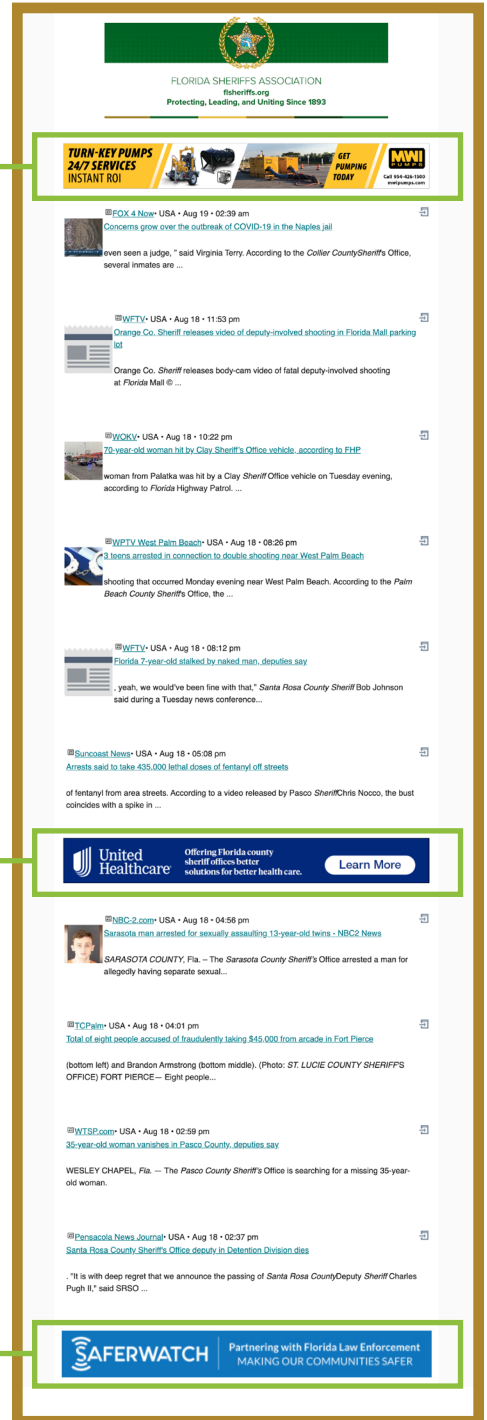 FLORIDA SHERIFFS ASSOCIATION
flsheriffs.org
Protecting, Leading, and Uniting Since 1893
TURN-KEY PUMPS
24/7 SERVICES
INSTANT ROI
GET
PUMPING
TODAY
MWI
PUMPS
Call 954-426-1500
mwipumps.com
FOX 4 Now• USA • Aug 19 • 02:39 am
Concerns grow over the outbreak of COVID-19 in the Naples jail
even seen a judge, " said Virginia Terry. According to the Collier CountySheriff's Office,
several inmates are ...
WFTV• USA • Aug 18 • 11:53 pm
Orange Co. Sheriff releases video of deputy-involved shooting in Florida Mall parking
lot
Orange Co. Sheriff releases body-cam video of fatal deputy-involved shooting
at Florida Mall © ...
WOKV• USA • Aug 18 • 10:22 pm
70-year-old woman hit by Clay Sheriff's Office vehicle, according to FHP
woman from Palatka was hit by a Clay Sheriff Office vehicle on Tuesday evening,
according to Florida Highway Patrol. ...
WPTV West Palm Beach• USA • Aug 18 • 08:26 pm
3 teens arrested in connection to double shooting near West Palm Beach
shooting that occurred Monday evening near West Palm Beach. According to the Palm
Beach County Sheriff's Office, the ...
WFTV• USA • Aug 18 • 08:12 pm
Florida 7-year-old stalked by naked man, deputies say
, yeah, we would've been fine with that," Santa Rosa County Sheriff Bob Johnson
said during a Tuesday news conference...
Suncoast News• USA • Aug 18 • 05:08 pm
Arrests said to take 435,000 lethal doses of fentanyl off streets
of fentanyl from area streets. According to a video released by Pasco SheriffChris Nocco, the bust
coincides with a spike in ...
United
Healthcare
Offering Florida county
sheriff offices better
solutions for better health care.
Learn More
NBC-2.com• USA • Aug 18 • 04:56 pm
Sarasota man arrested for sexually assaulting 13-year-old twins - NBC2 News
SARASOTA COUNTY, Fla. – The Sarasota County Sheriff's Office arrested a man for
allegedly having separate sexual...
TCPalm• USA • Aug 18 • 04:01 pm
Total of eight people accused of fraudulently taking $45,000 from arcade in Fort Pierce
(bottom left) and Brandon Armstrong (bottom middle). (Photo: ST. LUCIE COUNTY SHERIFF'S
OFFICE) FORT PIERCE— Eight people...
WTSP.com• USA • Aug 18 • 02:59 pm
35-year-old woman vanishes in Pasco County, deputies say
WESLEY CHAPEL, Fla. — The Pasco County Sheriff's Office is searching for a missing 35-year-
old woman.
Pensacola News Journal• USA • Aug 18 • 02:37 pm
Santa Rosa County Sheriff's Office deputy in Detention Division dies
. "It is with deep regret that we announce the passing of Santa Rosa CountyDeputy Sheriff Charles
Pugh II," said SRSO ...
SAFERWATCH
Partnering with Florida Law Enforcement
MAKING OUR COMMUNITIES SAFER